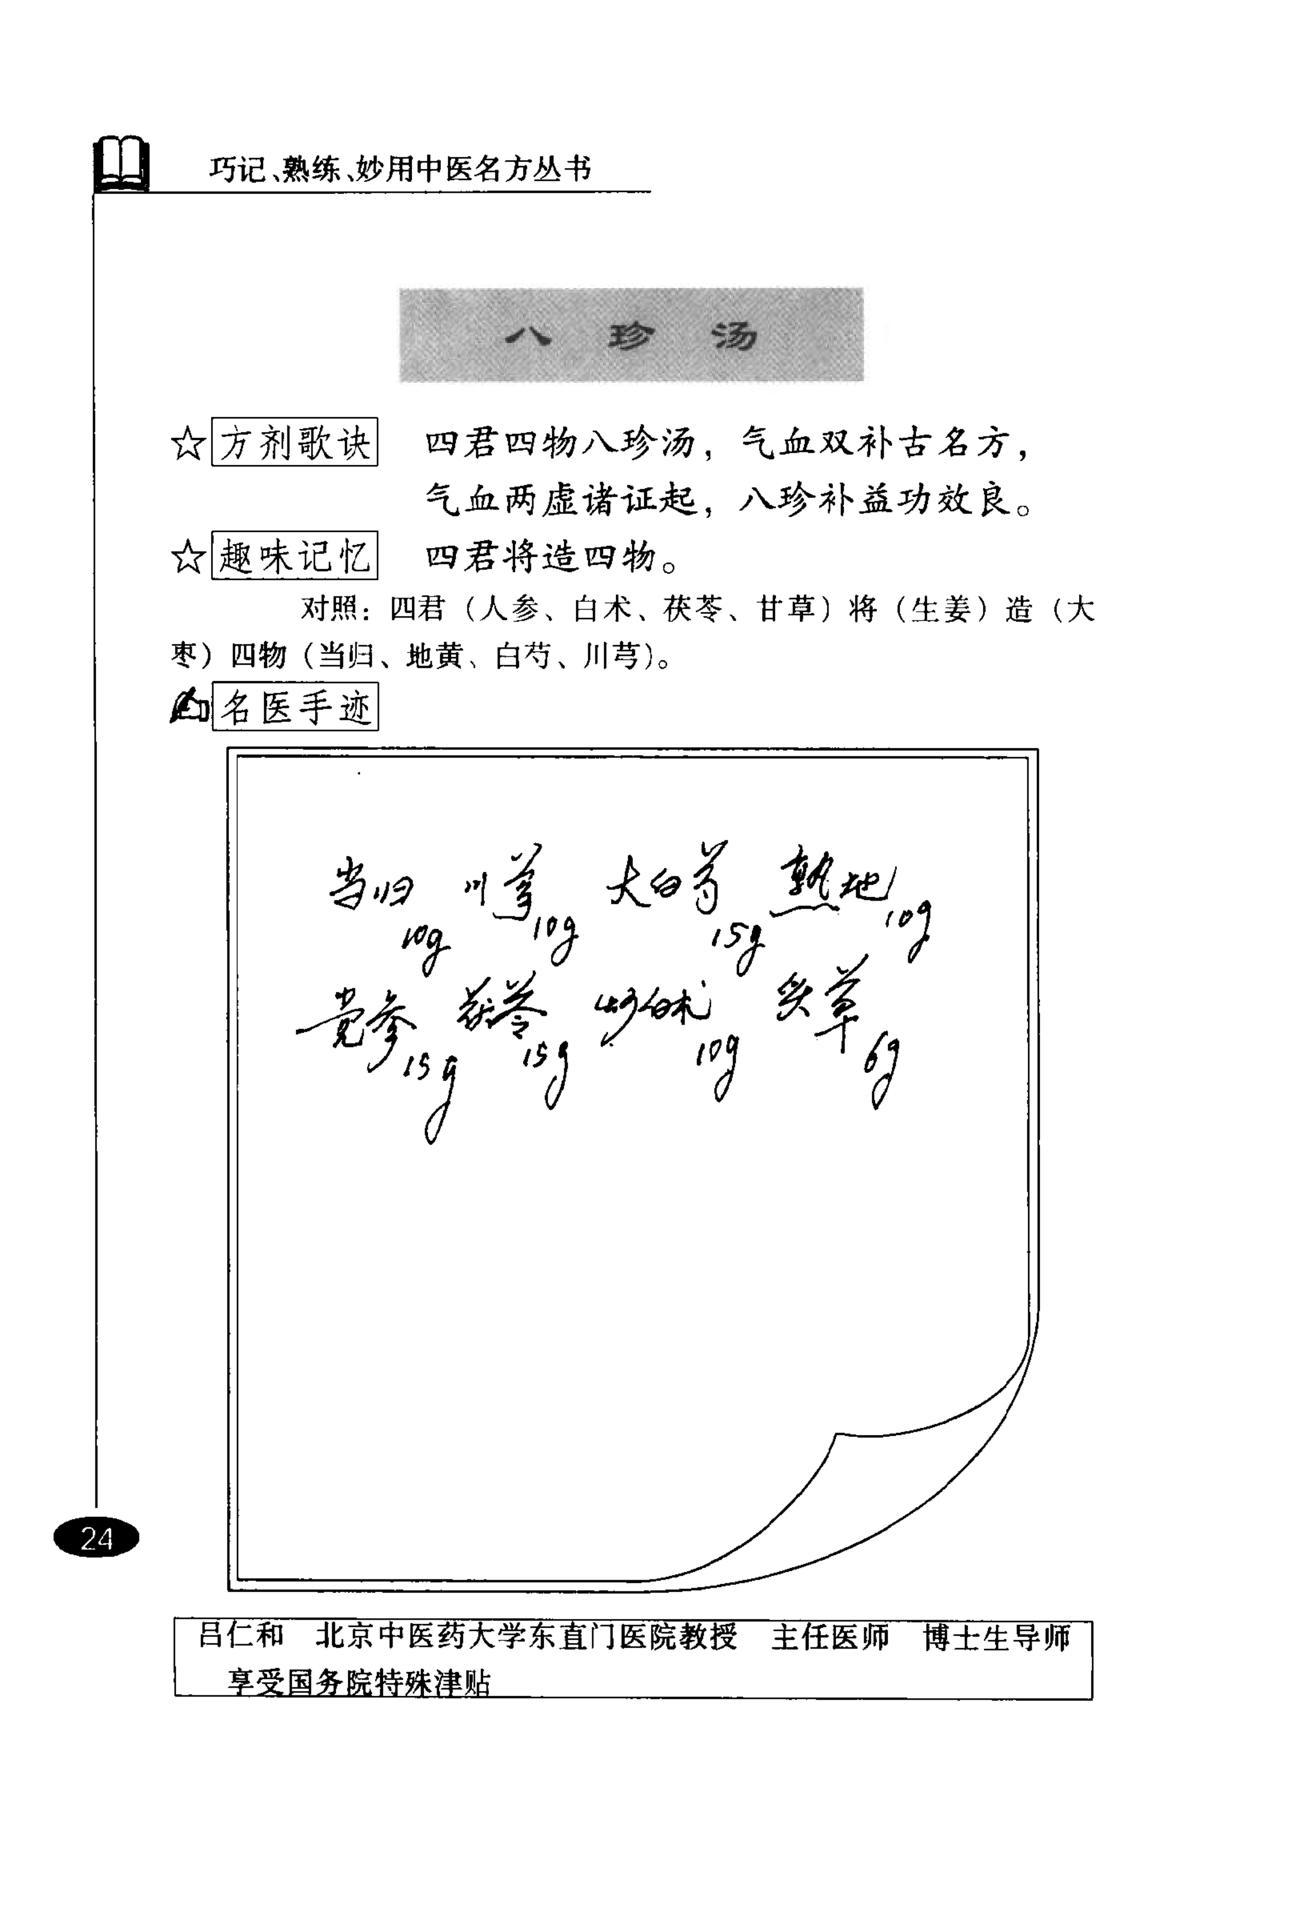 巧记、熟练、妙用中医名方丛书
八珍汤
☆方剂歌诀 四君四物八珍汤，气血双补古名方，
气血两虚诸证起，八珍补益功效良。
☆趣味记忆 四君将造四物。
对照：四君（人参、白术、茯苓、甘草）将（生姜）造（大
枣）四物（当归、地黄、白芍、川芎）。
名医手迹
当归 川芎 大白芍 熟地
10g 10g 15g 10g
党参 茯苓 炒白术 炙草
15g 15g 10g 6g
24
吕仁和 北京中医药大学东直门医院教授 主任医师 博士生导师
享受国务院特殊津贴